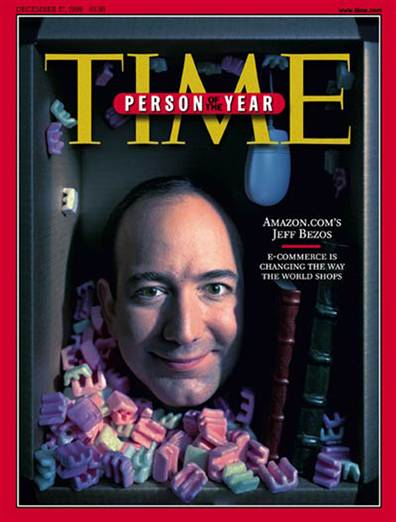 DECEMBER 27, 1999
www.time.com
TIME
PERSON OF THE YEAR
AMAZON.COM'S
JEFF BEZOS
E-COMMERCE IS
CHANGING THE WAY
THE WORLD SHOPS